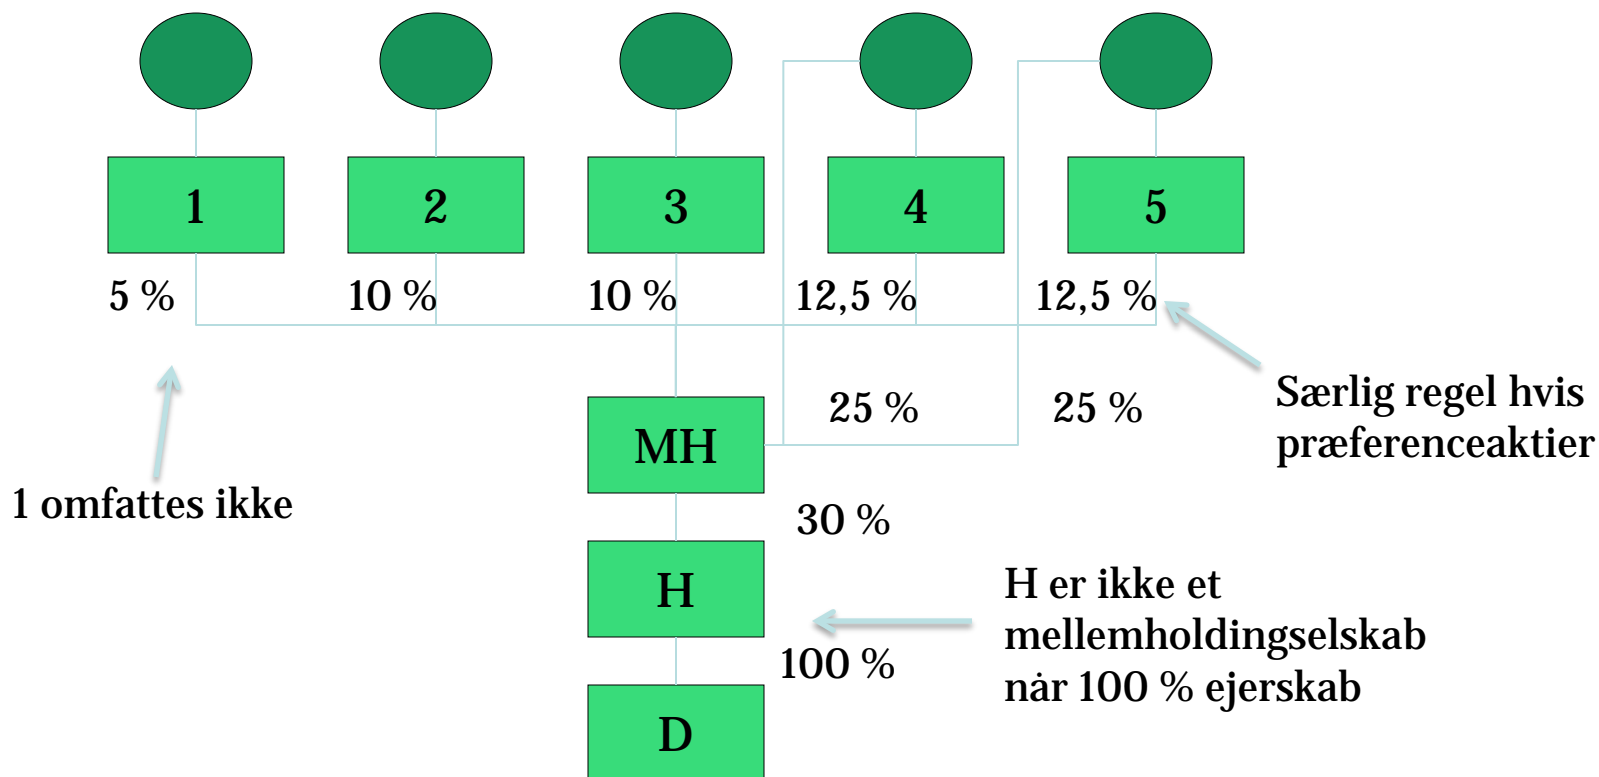 1
2
3
4
5
5 %
10 %
10 %
12,5 %
12,5 %
Særlig regel hvis
præferenceaktier
25 %
25 %
MH
1 omfattes ikke
30 %
H
H er ikke et
mellemholdingselskab
når 100 % ejerskab
100 %
D